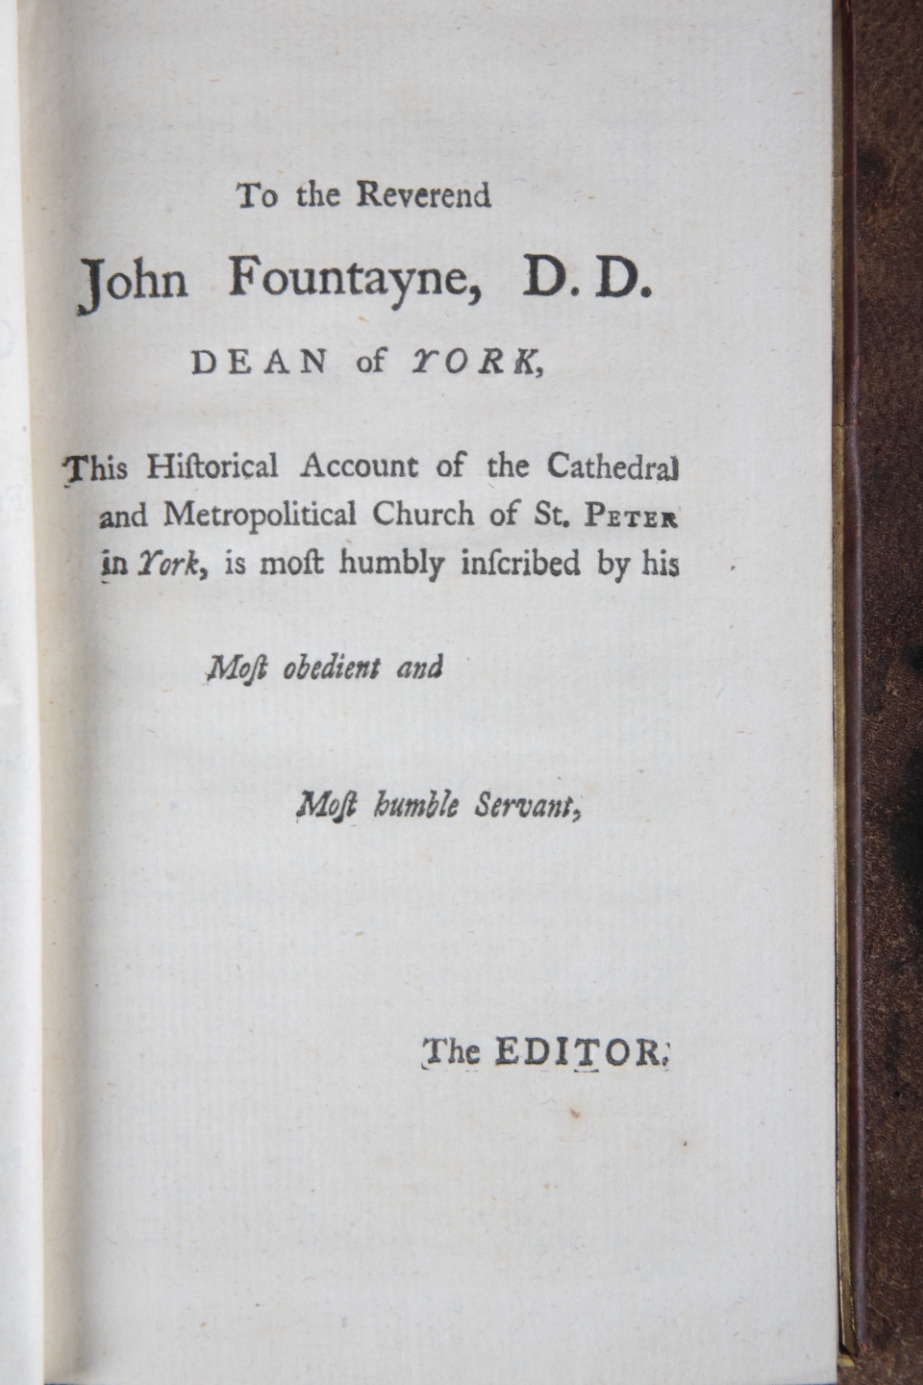 To the Reverend
John Fountayne, D. D.
DEAN of YORK,
This Hiſtorical Account of the Cathedral
and Metropolitical Church of St. PETER
in York, is moſt humbly inſcribed by his
Moſt obedient and
Moſt humble Servant,
The EDITOR.